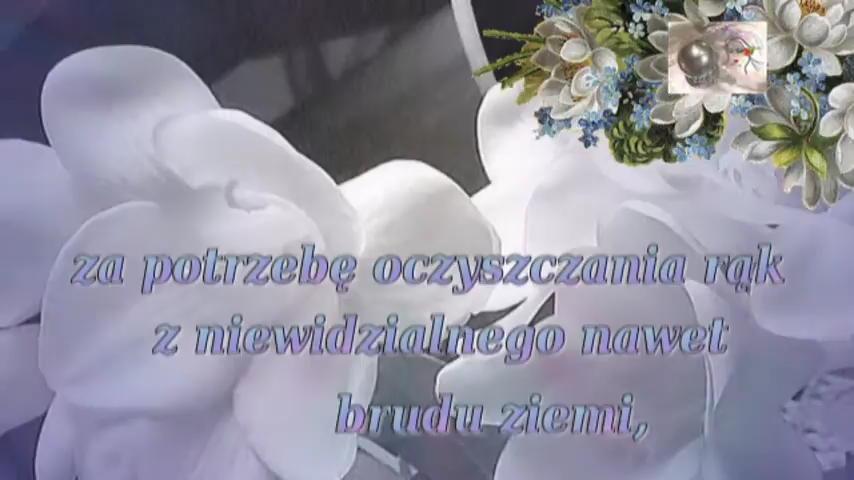 za potrzebę oczyszczania rąk
z niewidzialnego nawet
brudu ziemi,